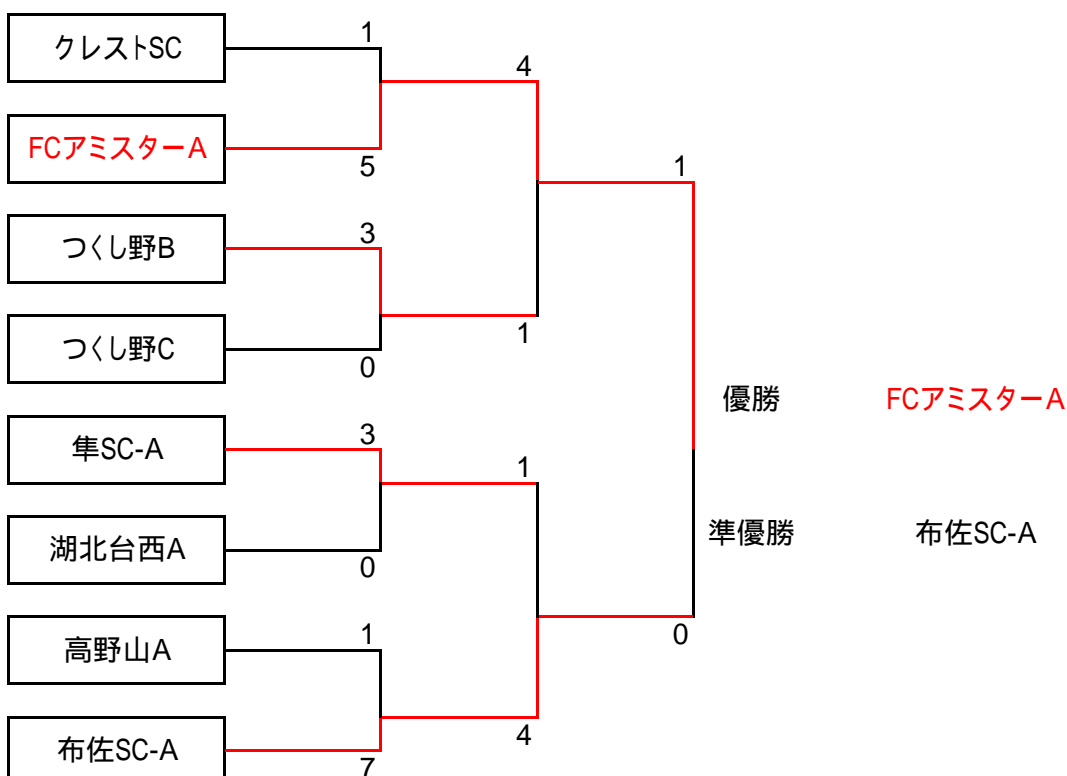 クレストSC
1
4
FCアミスターA
5
1
つくし野B
3
1
つくし野C
0
優勝 FCアミスターA
隼SC-A
3
1
湖北台西A
0
準優勝 布佐SC-A
高野山A
1
0
布佐SC-A
7
4